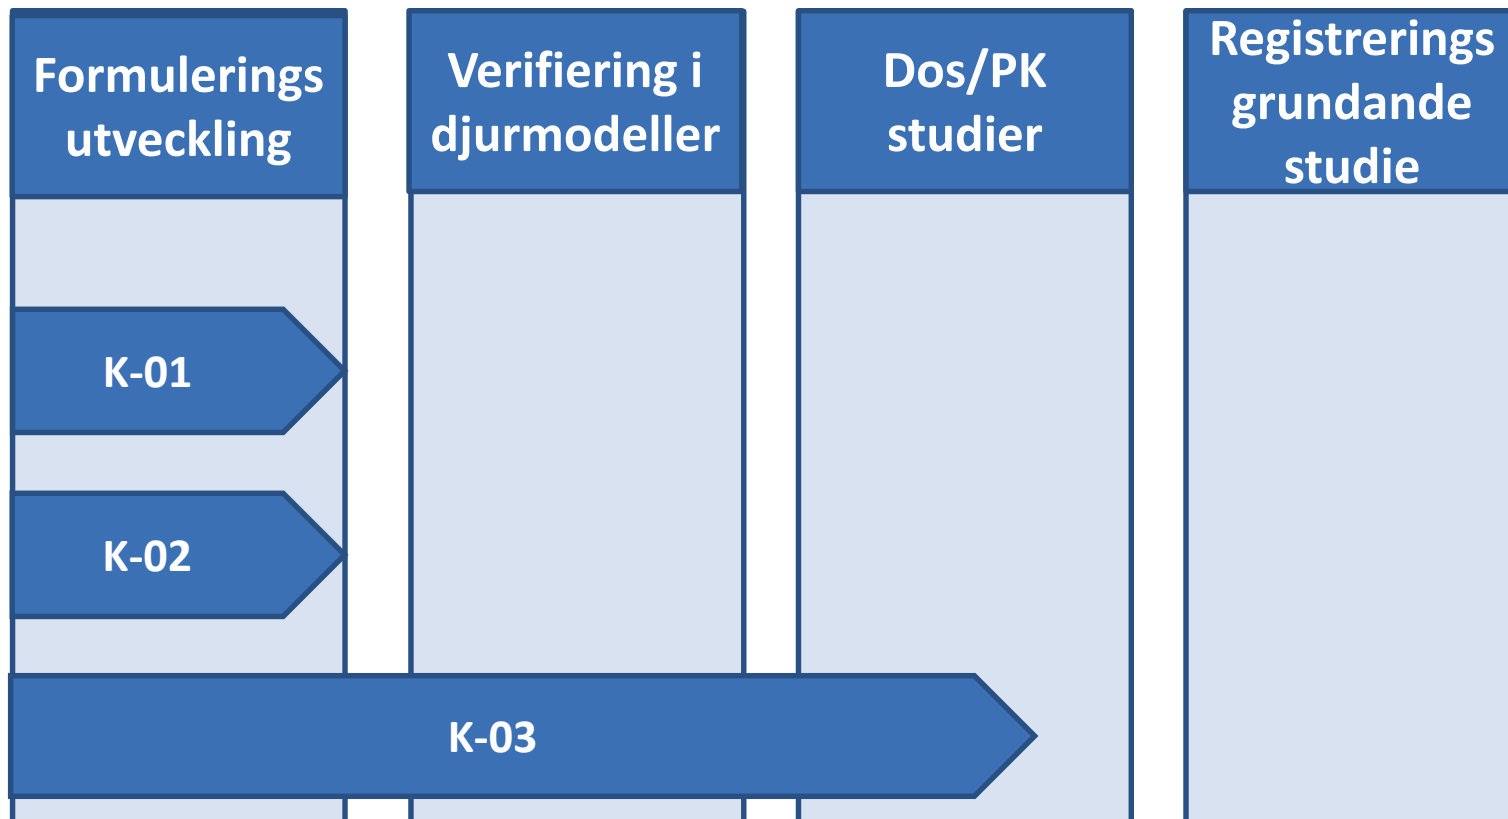 Formulerings
utveckling
Verifiering i
djurmodeller
Dos/PK
studier
Registrerings
grundande
studie
K-01
K-02
K-03